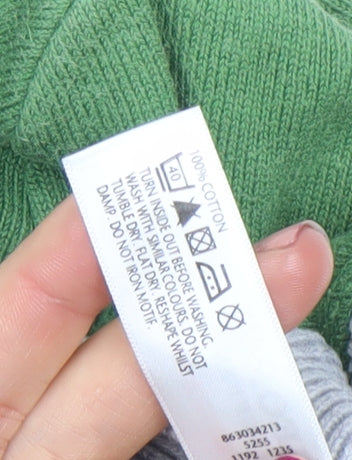 100% COTTON
40
TURN INSIDE OUT BEFORE WASHING.
WASH WITH SIMILAR COLOURS. DO NOT
TUMBLE DRY. FLAT DRY. RESHAPE WHILST
DAMP. DO NOT IRON MOTIF.
863034213
5255
1192 1235